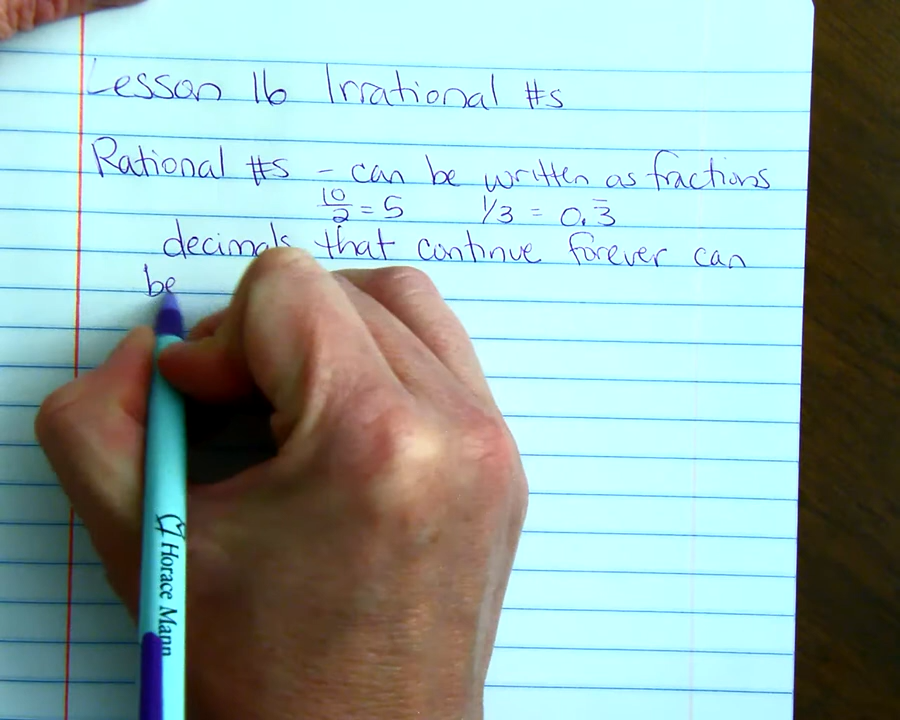 Lesson 16 Irrational #s
Rational #s - can be written as fractions
10/2 = 5 1/3 = 0.3̅
decimals that continue forever can
be
Horace Mann